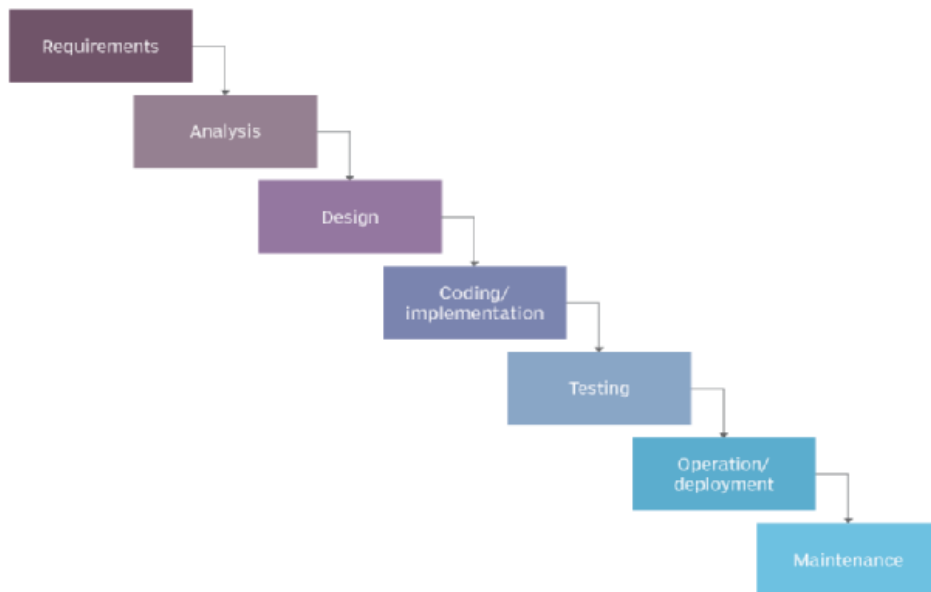 Requirements
Analysis
Design
Coding/
implementation
Testing
Operation/
deployment
Maintenance